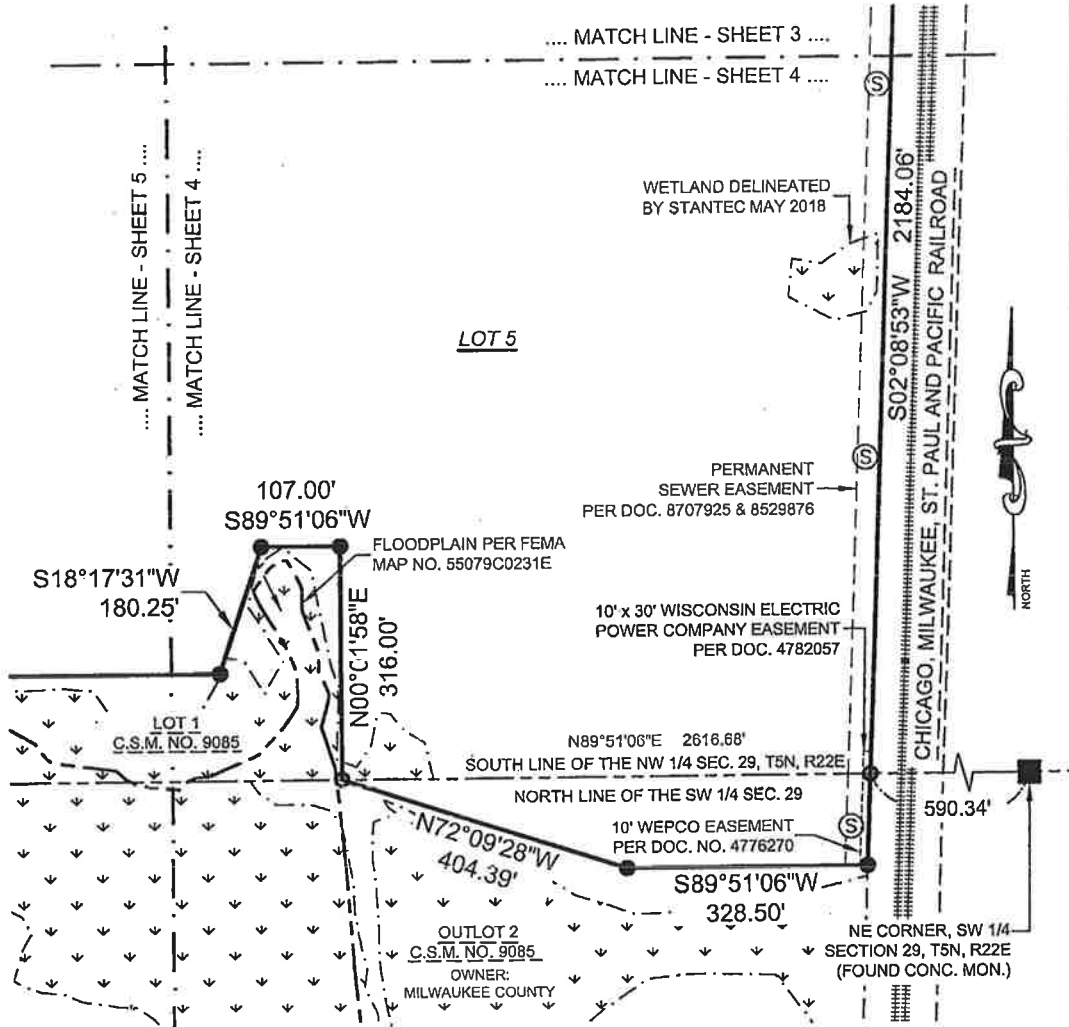 .... MATCH LINE - SHEET 3 ....
.... MATCH LINE - SHEET 4 ....
.... MATCH LINE - SHEET 5 ....
.... MATCH LINE - SHEET 4 ....
S
WETLAND DELINEATED
BY STANTEC MAY 2018
S02°08'53"W 2184.06'
CHICAGO, MILWAUKEE, ST. PAUL AND PACIFIC RAILROAD
LOT 5
S
PERMANENT
SEWER EASEMENT
PER DOC. 8707925 & 8529876
NORTH
107.00'
S89°51'06"W
FLOODPLAIN PER FEMA
MAP NO. 55079C0231E
S18°17'31"W
180.25'
N00°01'58"E
316.00'
10' x 30' WISCONSIN ELECTRIC
POWER COMPANY EASEMENT
PER DOC. 4782057
LOT 1
C.S.M. NO. 9085
N89°51'06"E 2616.68'
SOUTH LINE OF THE NW 1/4 SEC. 29, T5N, R22E
NORTH LINE OF THE SW 1/4 SEC. 29
590.34'
S
10' WEPCO EASEMENT
PER DOC. NO. 4776270
N72°09'28"W
404.39'
S89°51'06"W
328.50'
OUTLOT 2
C.S.M. NO. 9085
OWNER:
MILWAUKEE COUNTY
NE CORNER, SW 1/4
SECTION 29, T5N, R22E
(FOUND CONC. MON.)